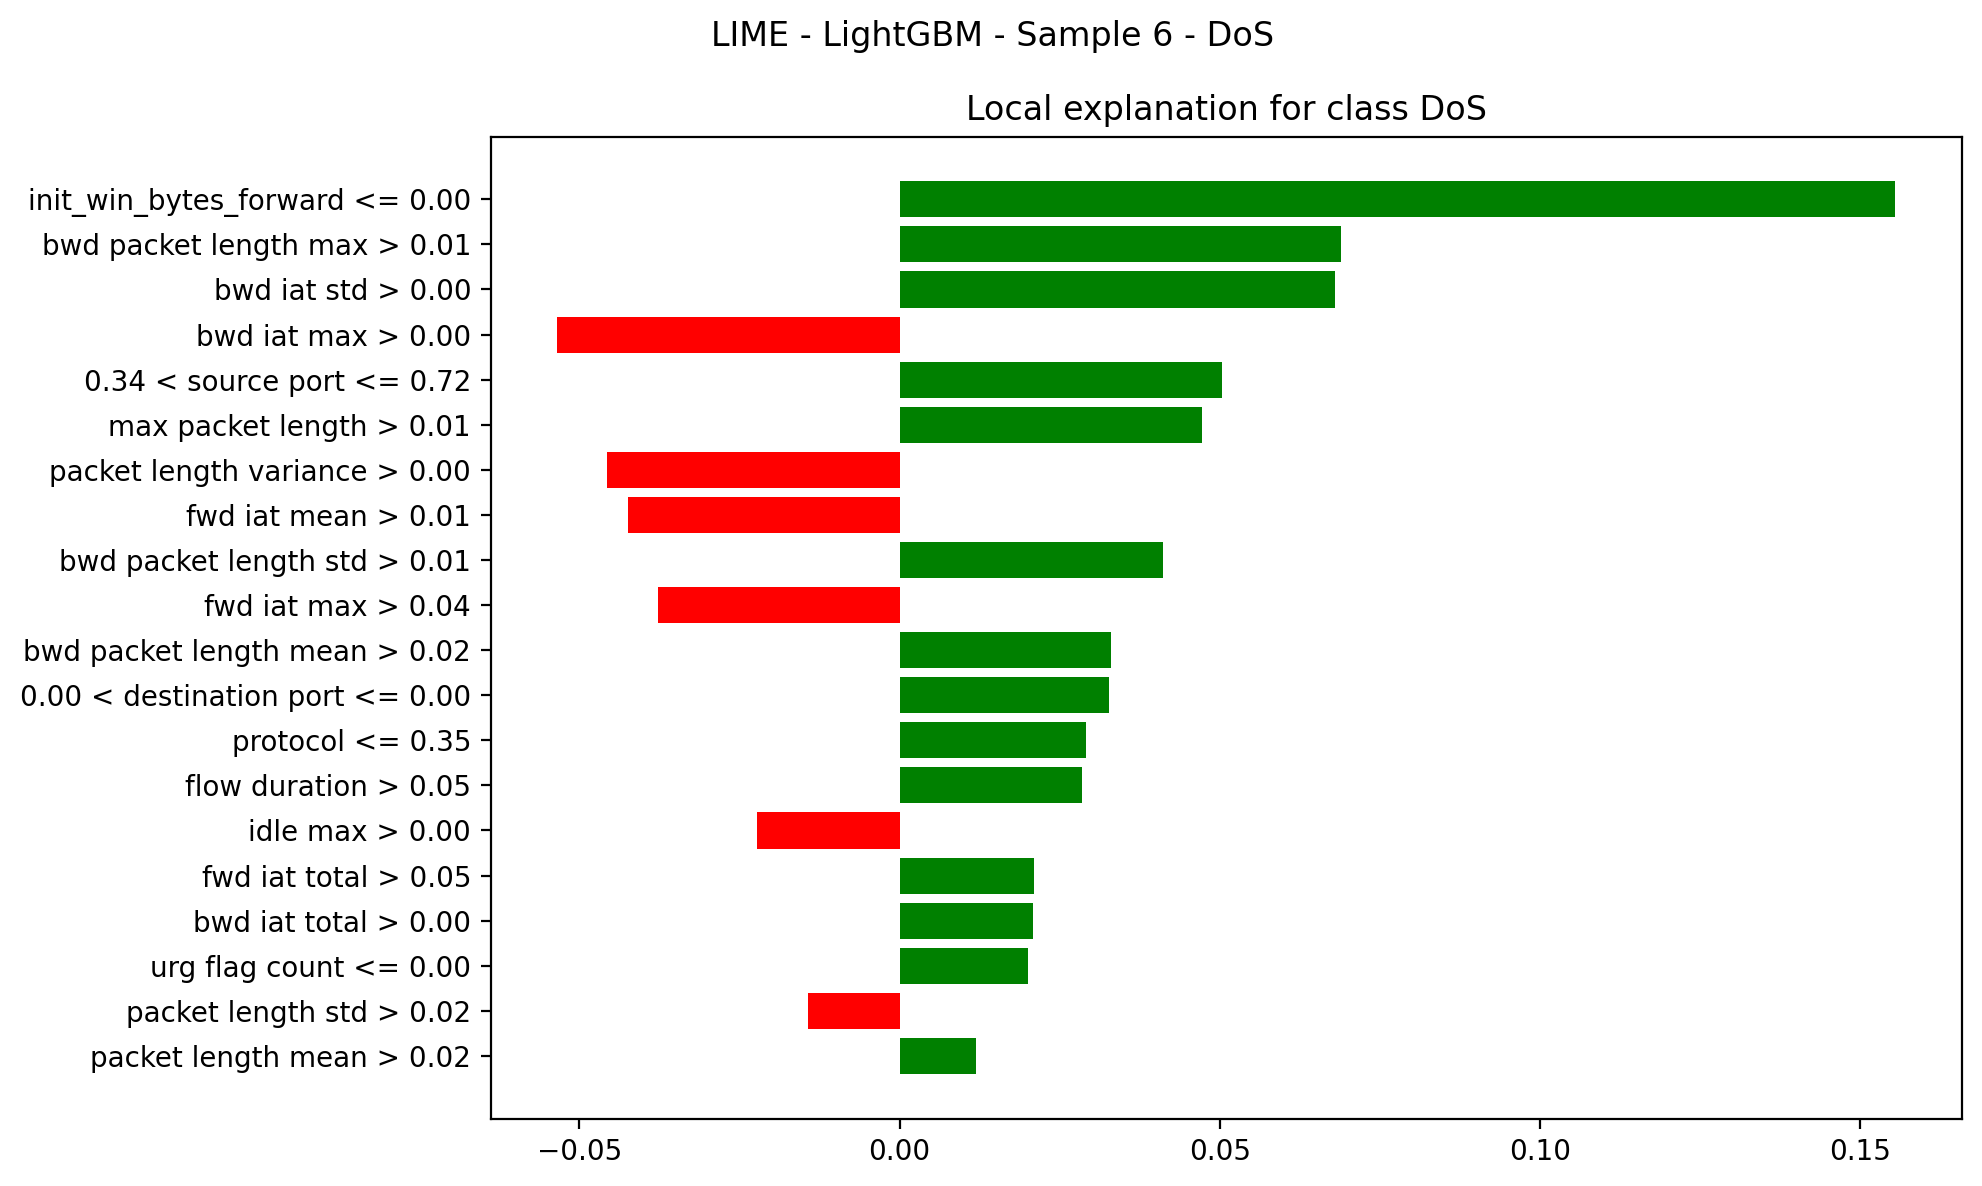 LIME - LightGBM - Sample 6 - DoS
Local explanation for class DoS
init_win_bytes_forward <= 0.00
bwd packet length max > 0.01
bwd iat std > 0.00
bwd iat max > 0.00
0.34 < source port <= 0.72
max packet length > 0.01
packet length variance > 0.00
fwd iat mean > 0.01
bwd packet length std > 0.01
fwd iat max > 0.04
bwd packet length mean > 0.02
0.00 < destination port <= 0.00
protocol <= 0.35
flow duration > 0.05
idle max > 0.00
fwd iat total > 0.05
bwd iat total > 0.00
urg flag count <= 0.00
packet length std > 0.02
packet length mean > 0.02
−0.05 0.00 0.05 0.10 0.15